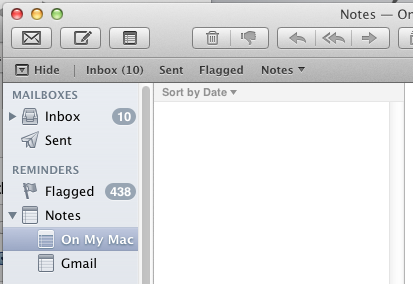 Notes — On
Hide Inbox (10) Sent Flagged Notes
MAILBOXES
Sort by Date
Inbox 10
Sent
REMINDERS
Flagged 438
Notes
On My Mac
Gmail